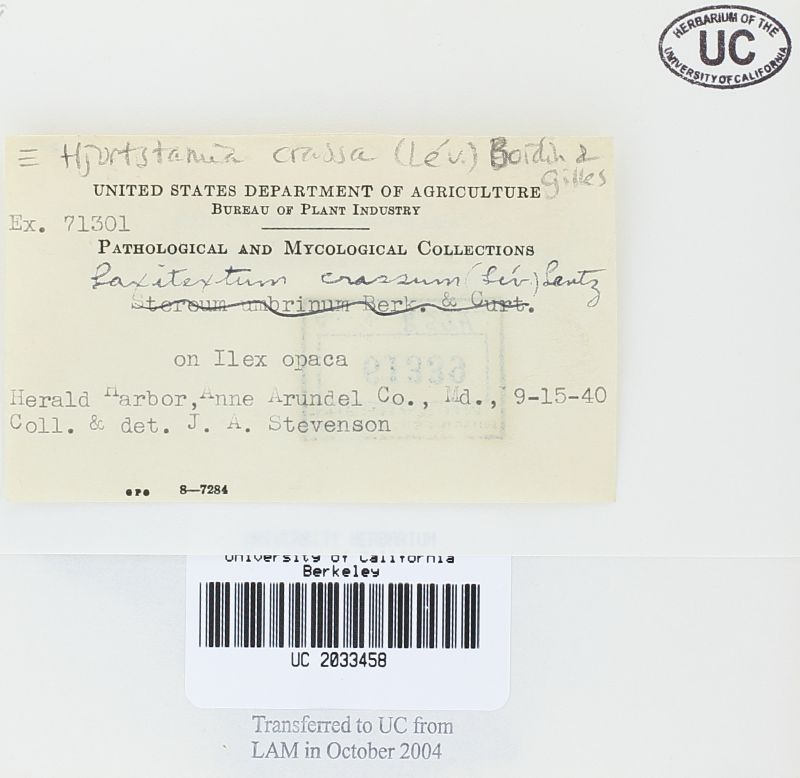 HERBARIUM OF THE
UC
UNIVERSITY OF CALIFORNIA
≡ Hjortstamia crassa (Lév.) Boidin &
Gilles
UNITED STATES DEPARTMENT OF AGRICULTURE
BUREAU OF PLANT INDUSTRY
Ex. 71301
PATHOLOGICAL AND MYCOLOGICAL COLLECTIONS
Laxitextum crassum (Lév.) Lentz
Stereum umbrinum Berk. & Curt.
on Ilex opaca
61339
Herald Harbor, Anne Arundel Co., Md., 9-15-40
Coll. & det. J. A. Stevenson
GPO 8—7284
University of California
Berkeley
UC 2033458
Transferred to UC from
LAM in October 2004